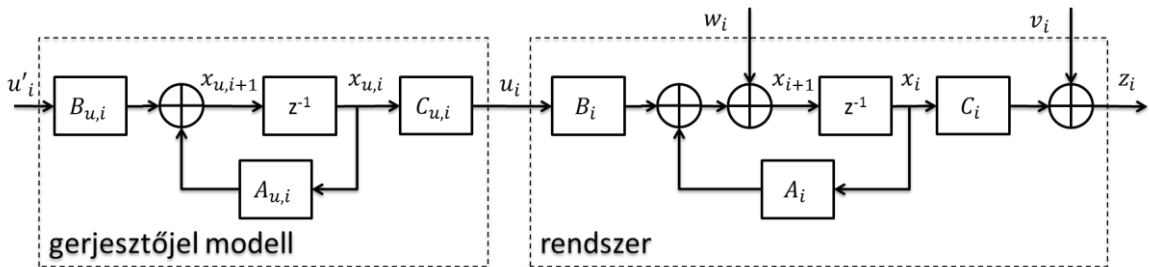 w_i
v_i
u'_i
B_{u,i}
x_{u,i+1}
z⁻¹
x_{u,i}
C_{u,i}
u_i
B_i
x_{i+1}
z⁻¹
x_i
C_i
z_i
A_{u,i}
A_i
gerjesztőjel modell
rendszer